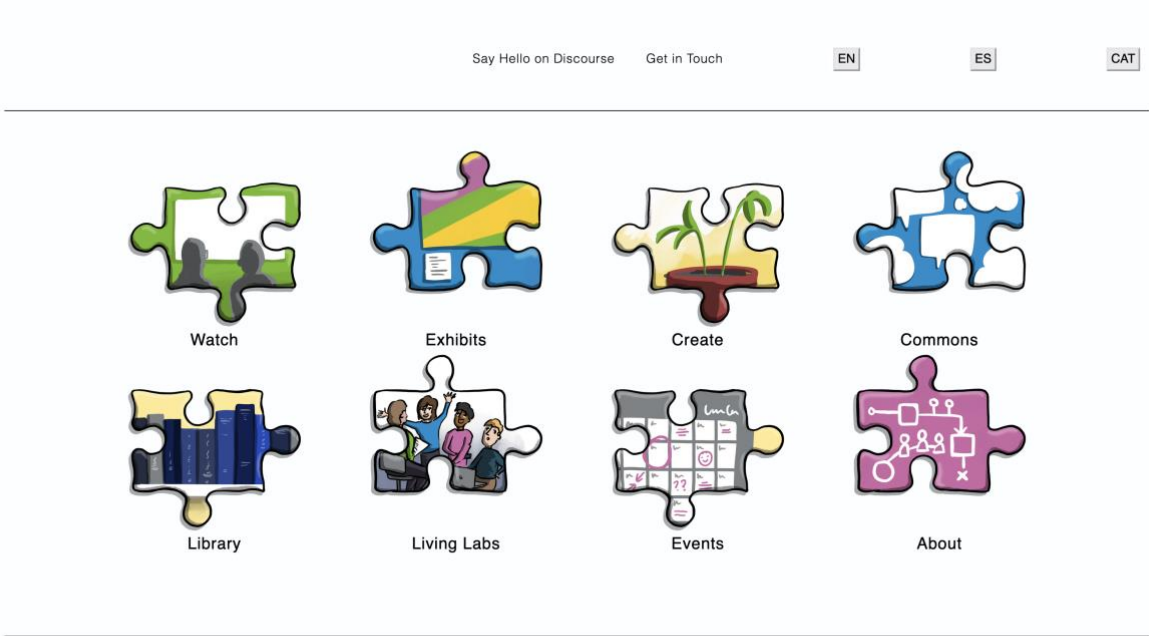 Say Hello on Discourse Get in Touch EN ES CAT
Watch Exhibits Create Commons
??
Library Living Labs Events About